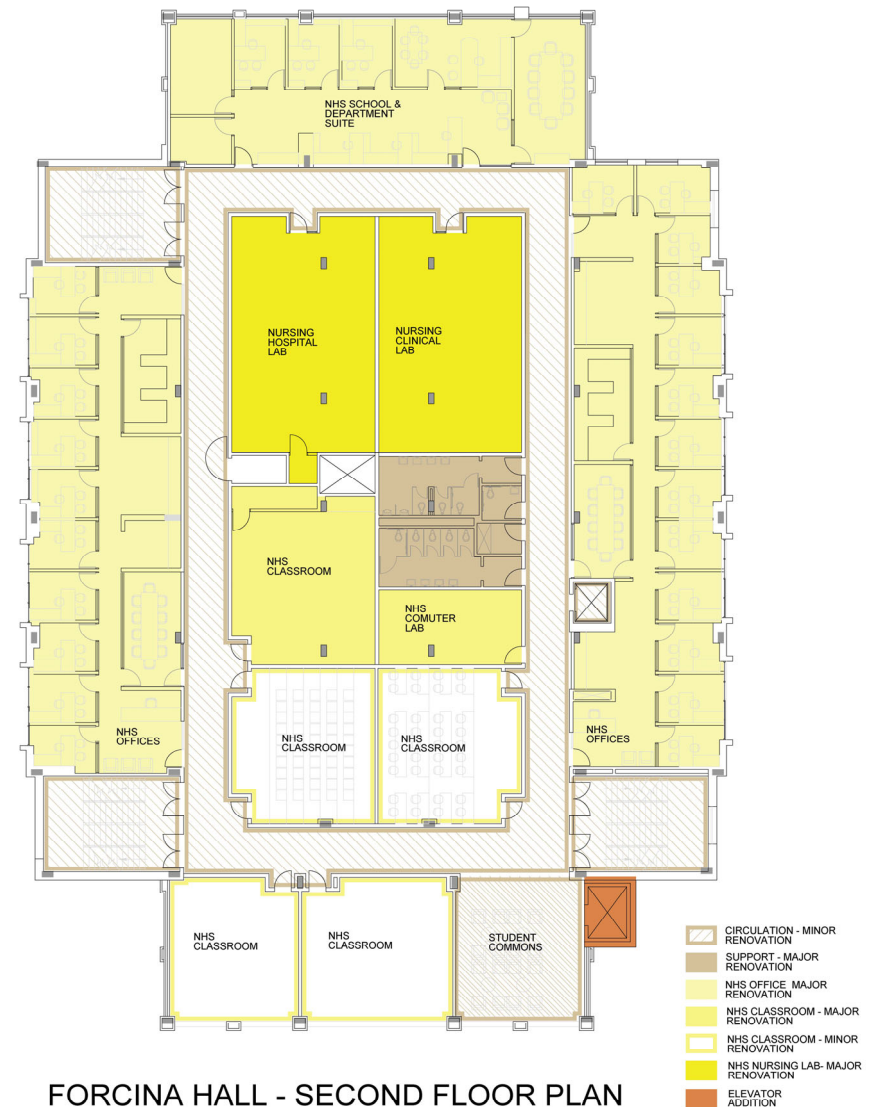 NHS SCHOOL &
DEPARTMENT
SUITE
NURSING
HOSPITAL
LAB
NURSING
CLINICAL
LAB
NHS
CLASSROOM
NHS
COMUTER
LAB
NHS
OFFICES
NHS
CLASSROOM
NHS
CLASSROOM
NHS
OFFICES
NHS
CLASSROOM
NHS
CLASSROOM
STUDENT
COMMONS
CIRCULATION - MINOR
RENOVATION
SUPPORT - MAJOR
RENOVATION
NHS OFFICE MAJOR
RENOVATION
NHS CLASSROOM - MAJOR
RENOVATION
NHS CLASSROOM - MINOR
RENOVATION
NHS NURSING LAB- MAJOR
RENOVATION
ELEVATOR
ADDITION
FORCINA HALL - SECOND FLOOR PLAN